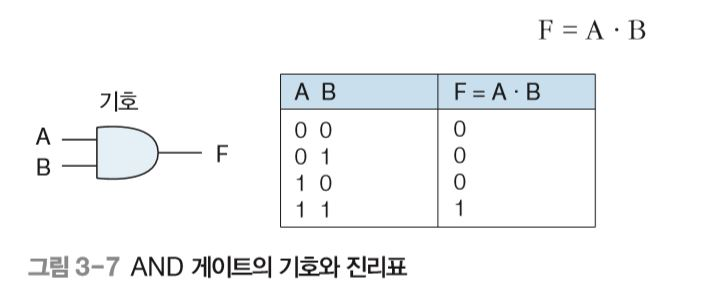 F = A · B
기호
A
B
F
A B F = A · B
0 0 0
0 1 0
1 0 0
1 1 1
그림 3-7 AND 게이트의 기호와 진리표